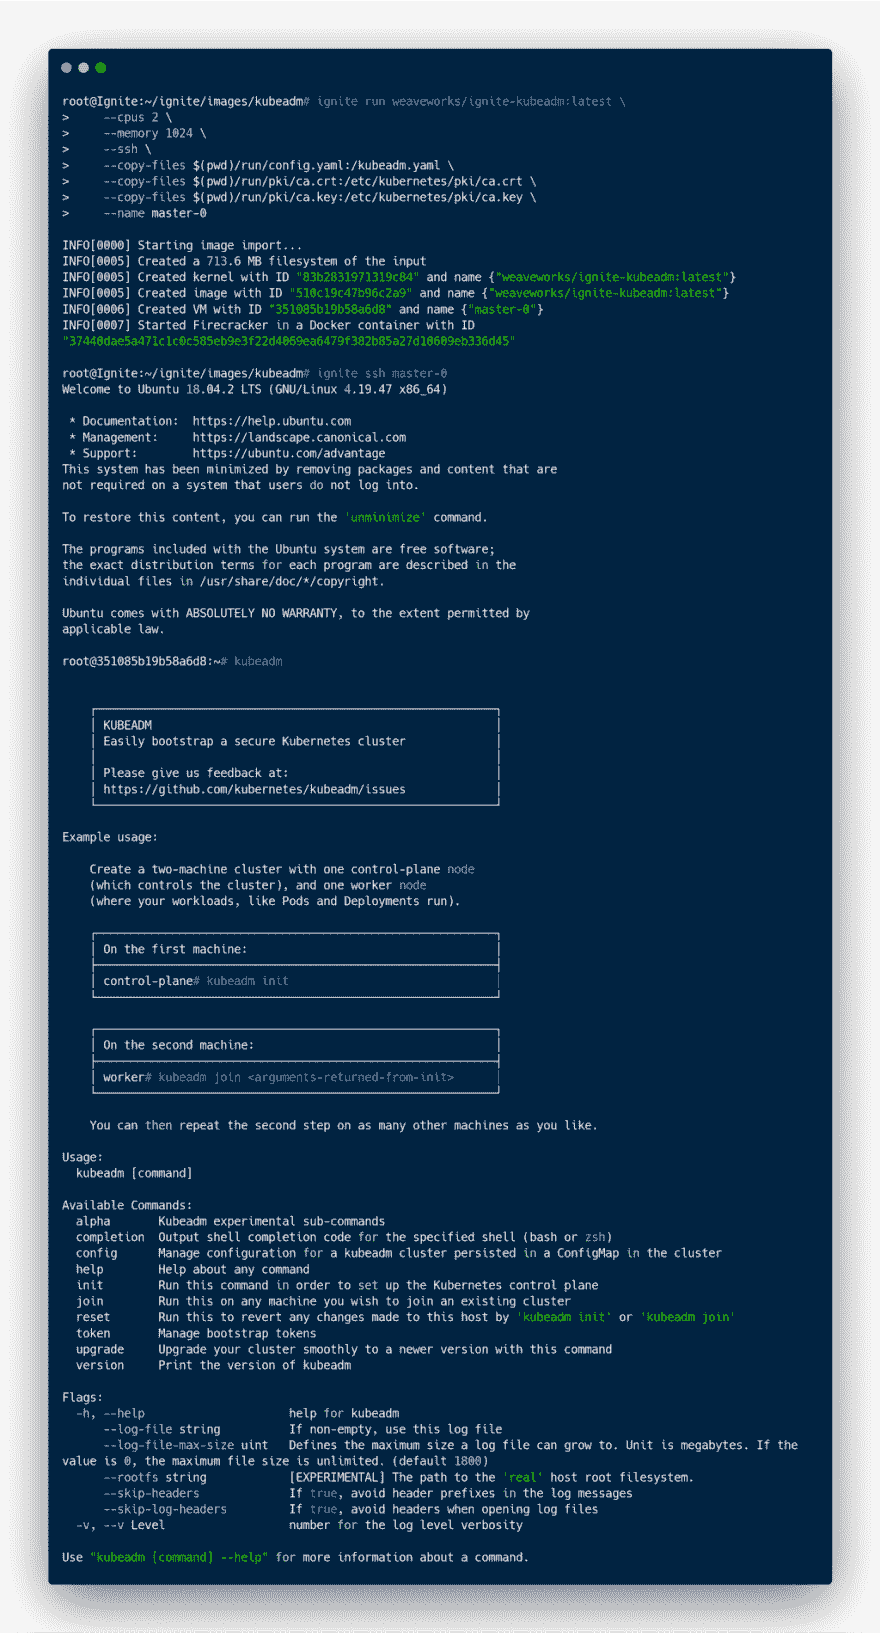 root@Ignite:~/ignite/images/kubeadm# ignite run weaveworks/ignite-kubeadm:latest \
>     --cpus 2 \
>     --memory 1024 \
>     --ssh \
>     --copy-files $(pwd)/run/config.yaml:/kubeadm.yaml \
>     --copy-files $(pwd)/run/pki/ca.crt:/etc/kubernetes/pki/ca.crt \
>     --copy-files $(pwd)/run/pki/ca.key:/etc/kubernetes/pki/ca.key \
>     --name master-0
INFO[0000] Starting image import...
INFO[0005] Created a 713.6 MB filesystem of the input
INFO[0005] Created kernel with ID "83b2831971319c84" and name {"weaveworks/ignite-kubeadm:latest"}
INFO[0005] Created image with ID "510c19c47b96c2a9" and name {"weaveworks/ignite-kubeadm:latest"}
INFO[0006] Created VM with ID "351085b19b58a6d8" and name {"master-0"}
INFO[0007] Started Firecracker in a Docker container with ID
"37440dae5a471c1c0c585eb9e3f22d4069ea6479f382b85a27d10609eb336d45"
root@Ignite:~/ignite/images/kubeadm# ignite ssh master-0
Welcome to Ubuntu 18.04.2 LTS (GNU/Linux 4.19.47 x86_64)
* Documentation:  https://help.ubuntu.com
* Management:     https://landscape.canonical.com
* Support:        https://ubuntu.com/advantage
This system has been minimized by removing packages and content that are
not required on a system that users do not log into.
To restore this content, you can run the 'unminimize' command.
The programs included with the Ubuntu system are free software;
the exact distribution terms for each program are described in the
individual files in /usr/share/doc/*/copyright.
Ubuntu comes with ABSOLUTELY NO WARRANTY, to the extent permitted by
applicable law.
root@351085b19b58a6d8:~# kubeadm
KUBEADM
Easily bootstrap a secure Kubernetes cluster
Please give us feedback at:
https://github.com/kubernetes/kubeadm/issues
Example usage:
Create a two-machine cluster with one control-plane node
(which controls the cluster), and one worker node
(where your workloads, like Pods and Deployments run).
On the first machine:
control-plane# kubeadm init
On the second machine:
worker# kubeadm join <arguments-returned-from-init>
You can then repeat the second step on as many other machines as you like.
Usage:
kubeadm [command]
Available Commands:
alpha       Kubeadm experimental sub-commands
completion  Output shell completion code for the specified shell (bash or zsh)
config      Manage configuration for a kubeadm cluster persisted in a ConfigMap in the cluster
help        Help about any command
init        Run this command in order to set up the Kubernetes control plane
join        Run this on any machine you wish to join an existing cluster
reset       Run this to revert any changes made to this host by 'kubeadm init' or 'kubeadm join'
token       Manage bootstrap tokens
upgrade     Upgrade your cluster smoothly to a newer version with this command
version     Print the version of kubeadm
Flags:
-h, --help                     help for kubeadm
--log-file string          If non-empty, use this log file
--log-file-max-size uint   Defines the maximum size a log file can grow to. Unit is megabytes. If the
value is 0, the maximum file size is unlimited. (default 1800)
--rootfs string            [EXPERIMENTAL] The path to the 'real' host root filesystem.
--skip-headers             If true, avoid header prefixes in the log messages
--skip-log-headers         If true, avoid headers when opening log files
-v, --v Level                  number for the log level verbosity
Use "kubeadm [command] --help" for more information about a command.